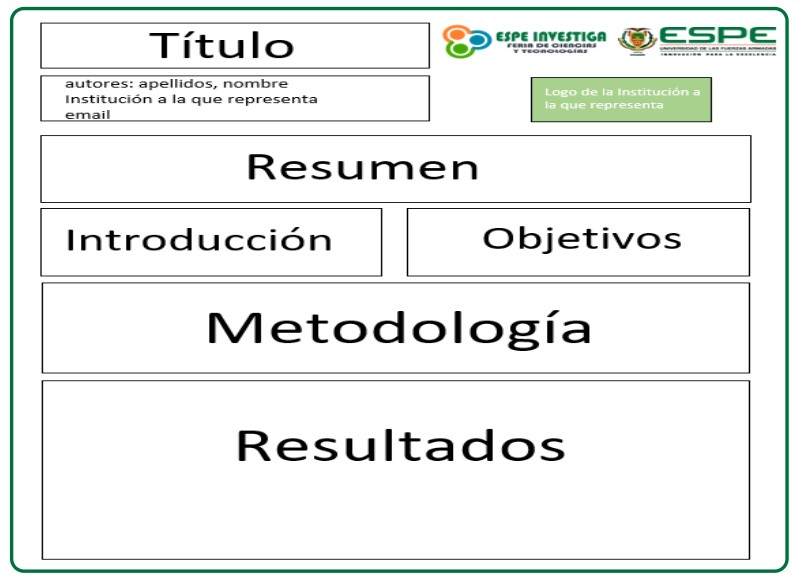 Título
ESPE INVESTIGA
FERIA DE CIENCIAS
Y TECNOLOGÍAS
ESPE
UNIVERSIDAD DE LAS FUERZAS ARMADAS
INNOVACIÓN PARA LA EXCELENCIA
autores: apellidos, nombre
Institución a la que representa
email
Logo de la Institución a
la que representa
Resumen
Introducción
Objetivos
Metodología
Resultados